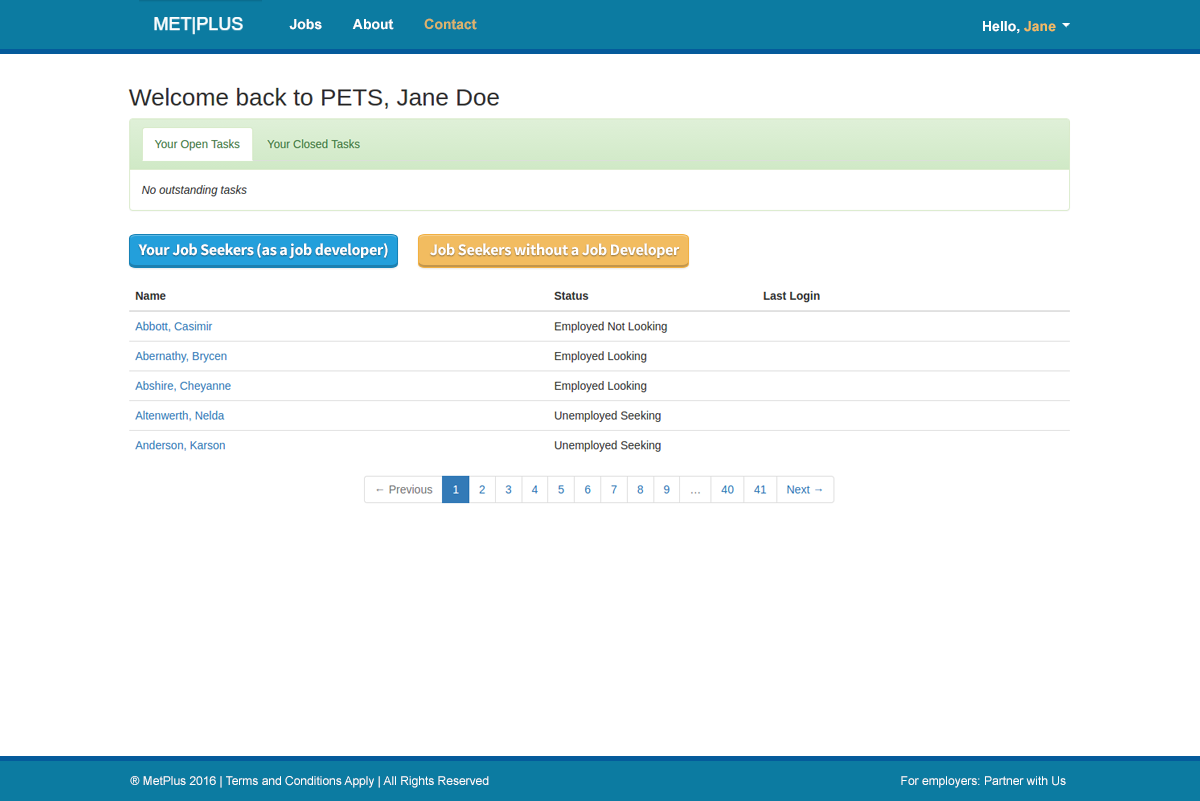 MET|PLUS Jobs About Contact Hello, Jane
Welcome back to PETS, Jane Doe
Your Open Tasks Your Closed Tasks
No outstanding tasks
Your Job Seekers (as a job developer) Job Seekers without a Job Developer
Name Status Last Login
Abbott, Casimir Employed Not Looking
Abernathy, Brycen Employed Looking
Abshire, Cheyanne Employed Looking
Altenwerth, Nelda Unemployed Seeking
Anderson, Karson Unemployed Seeking
← Previous 1 2 3 4 5 6 7 8 9 … 40 41 Next →
® MetPlus 2016 | Terms and Conditions Apply | All Rights Reserved For employers: Partner with Us